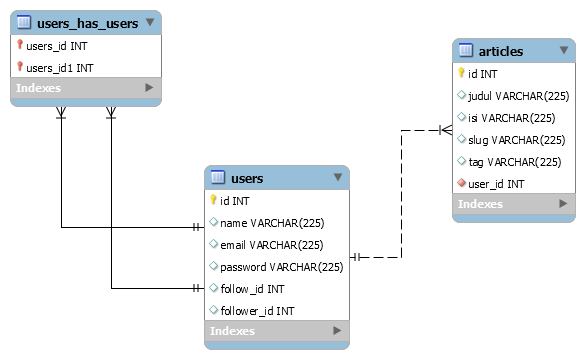 users_has_users
users_id INT
users_id1 INT
Indexes
articles
id INT
judul VARCHAR(225)
isi VARCHAR(225)
slug VARCHAR(225)
tag VARCHAR(225)
user_id INT
Indexes
users
id INT
name VARCHAR(225)
email VARCHAR(225)
password VARCHAR(225)
follow_id INT
follower_id INT
Indexes